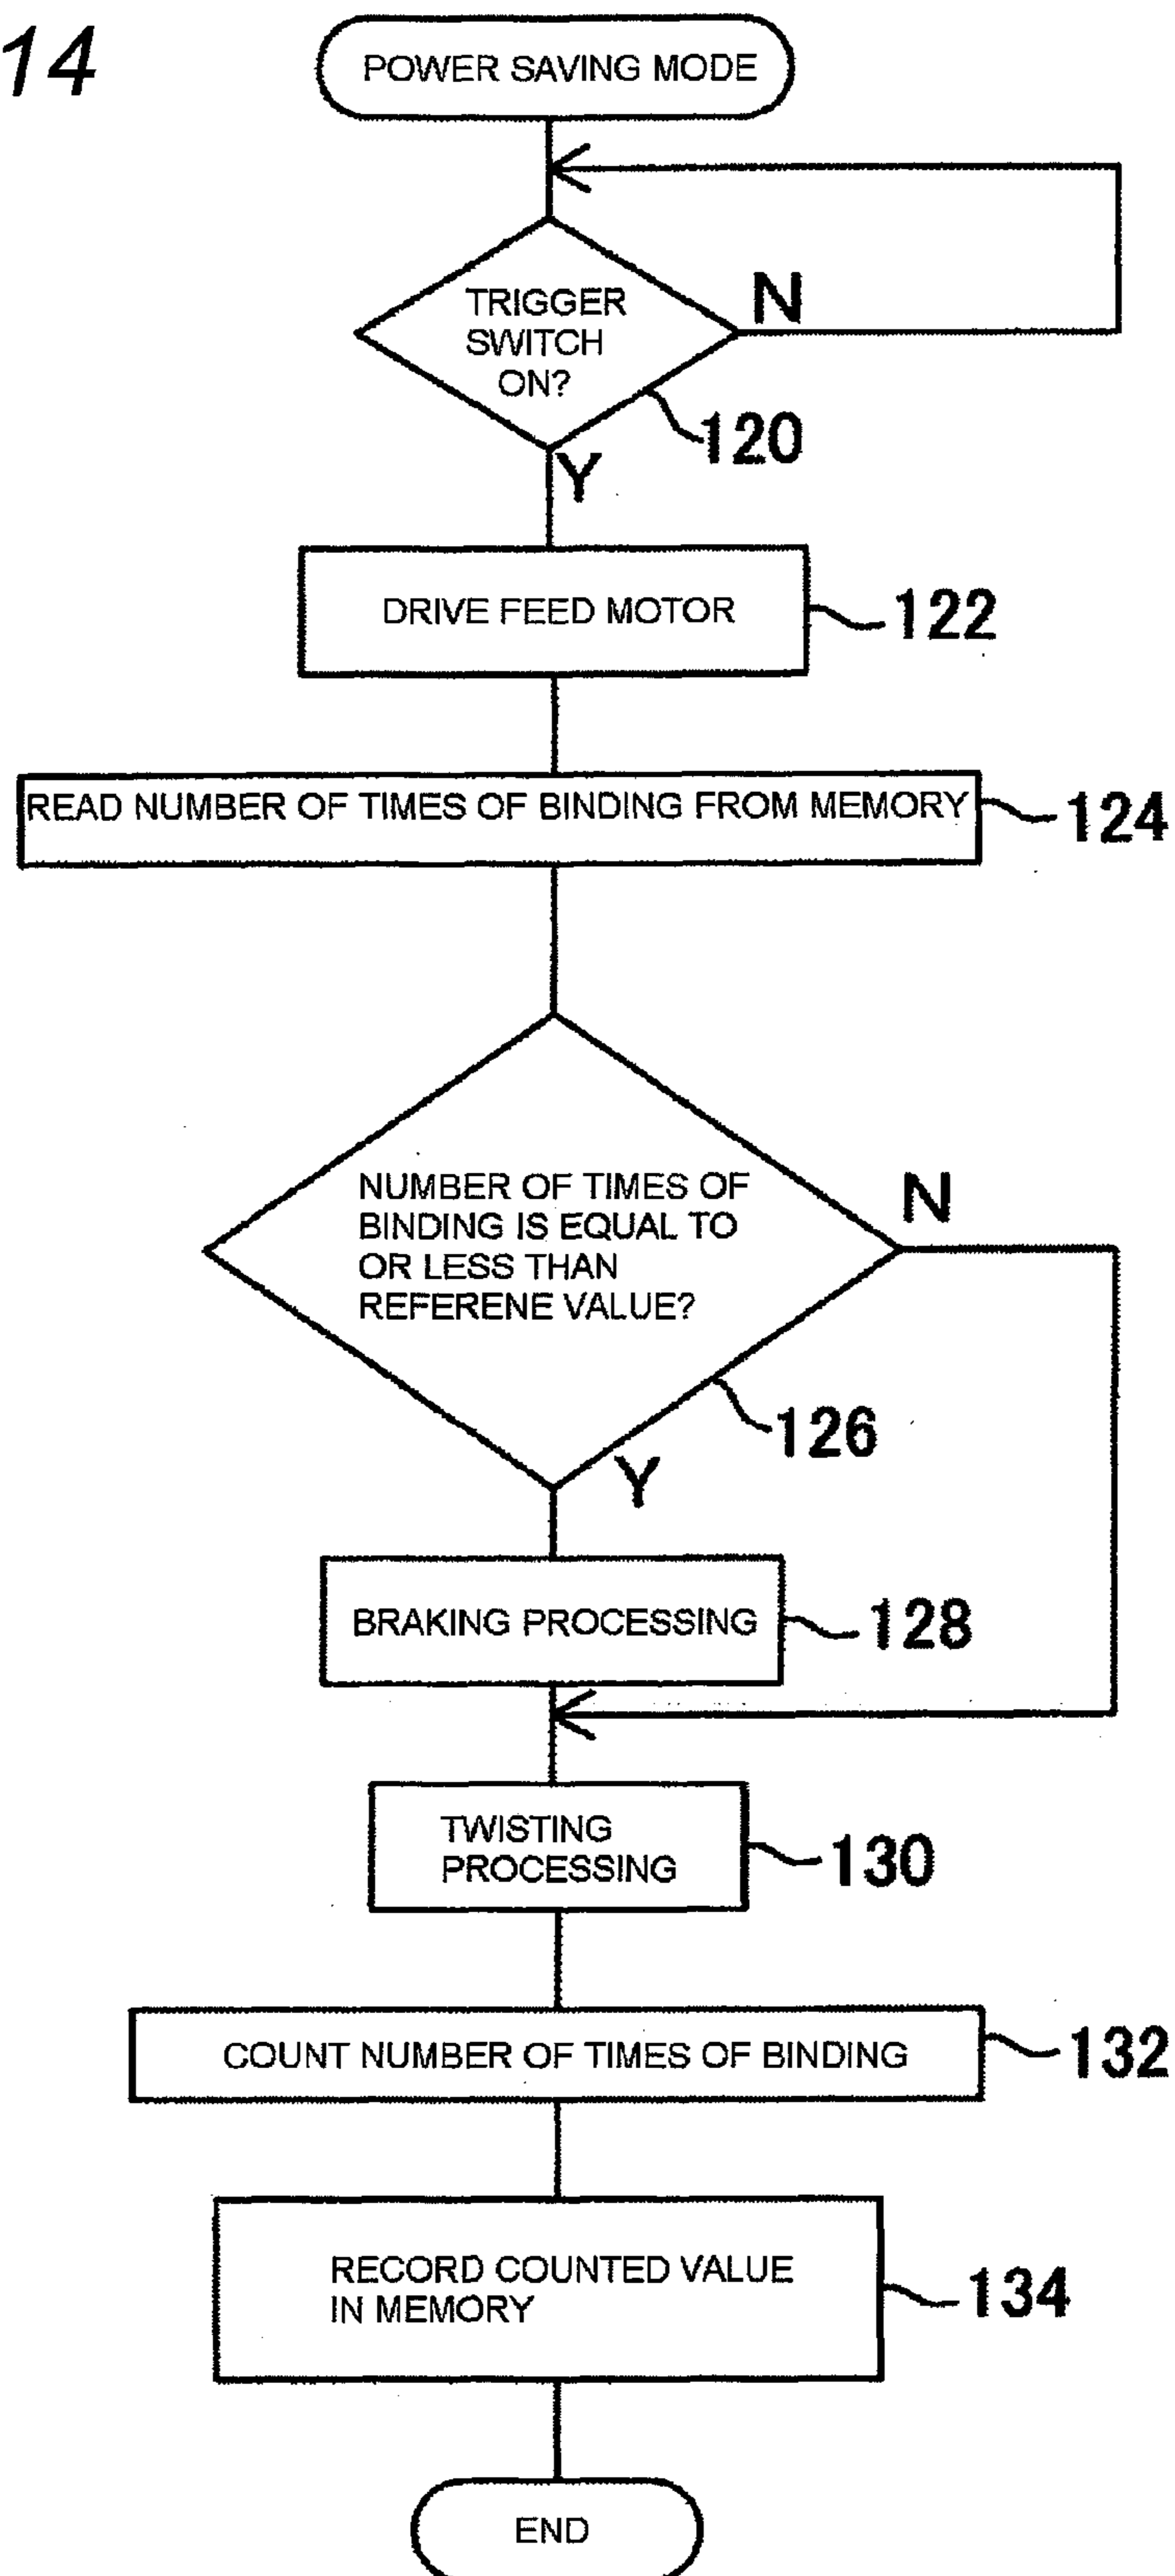 14
POWER SAVING MODE
TRIGGER
SWITCH
ON?
N
120
Y
DRIVE FEED MOTOR
122
READ NUMBER OF TIMES OF BINDING FROM MEMORY
124
NUMBER OF TIMES OF
BINDING IS EQUAL TO
OR LESS THAN
REFERENE VALUE?
N
126
Y
BRAKING PROCESSING
128
TWISTING
PROCESSING
130
COUNT NUMBER OF TIMES OF BINDING
132
RECORD COUNTED VALUE
IN MEMORY
134
END